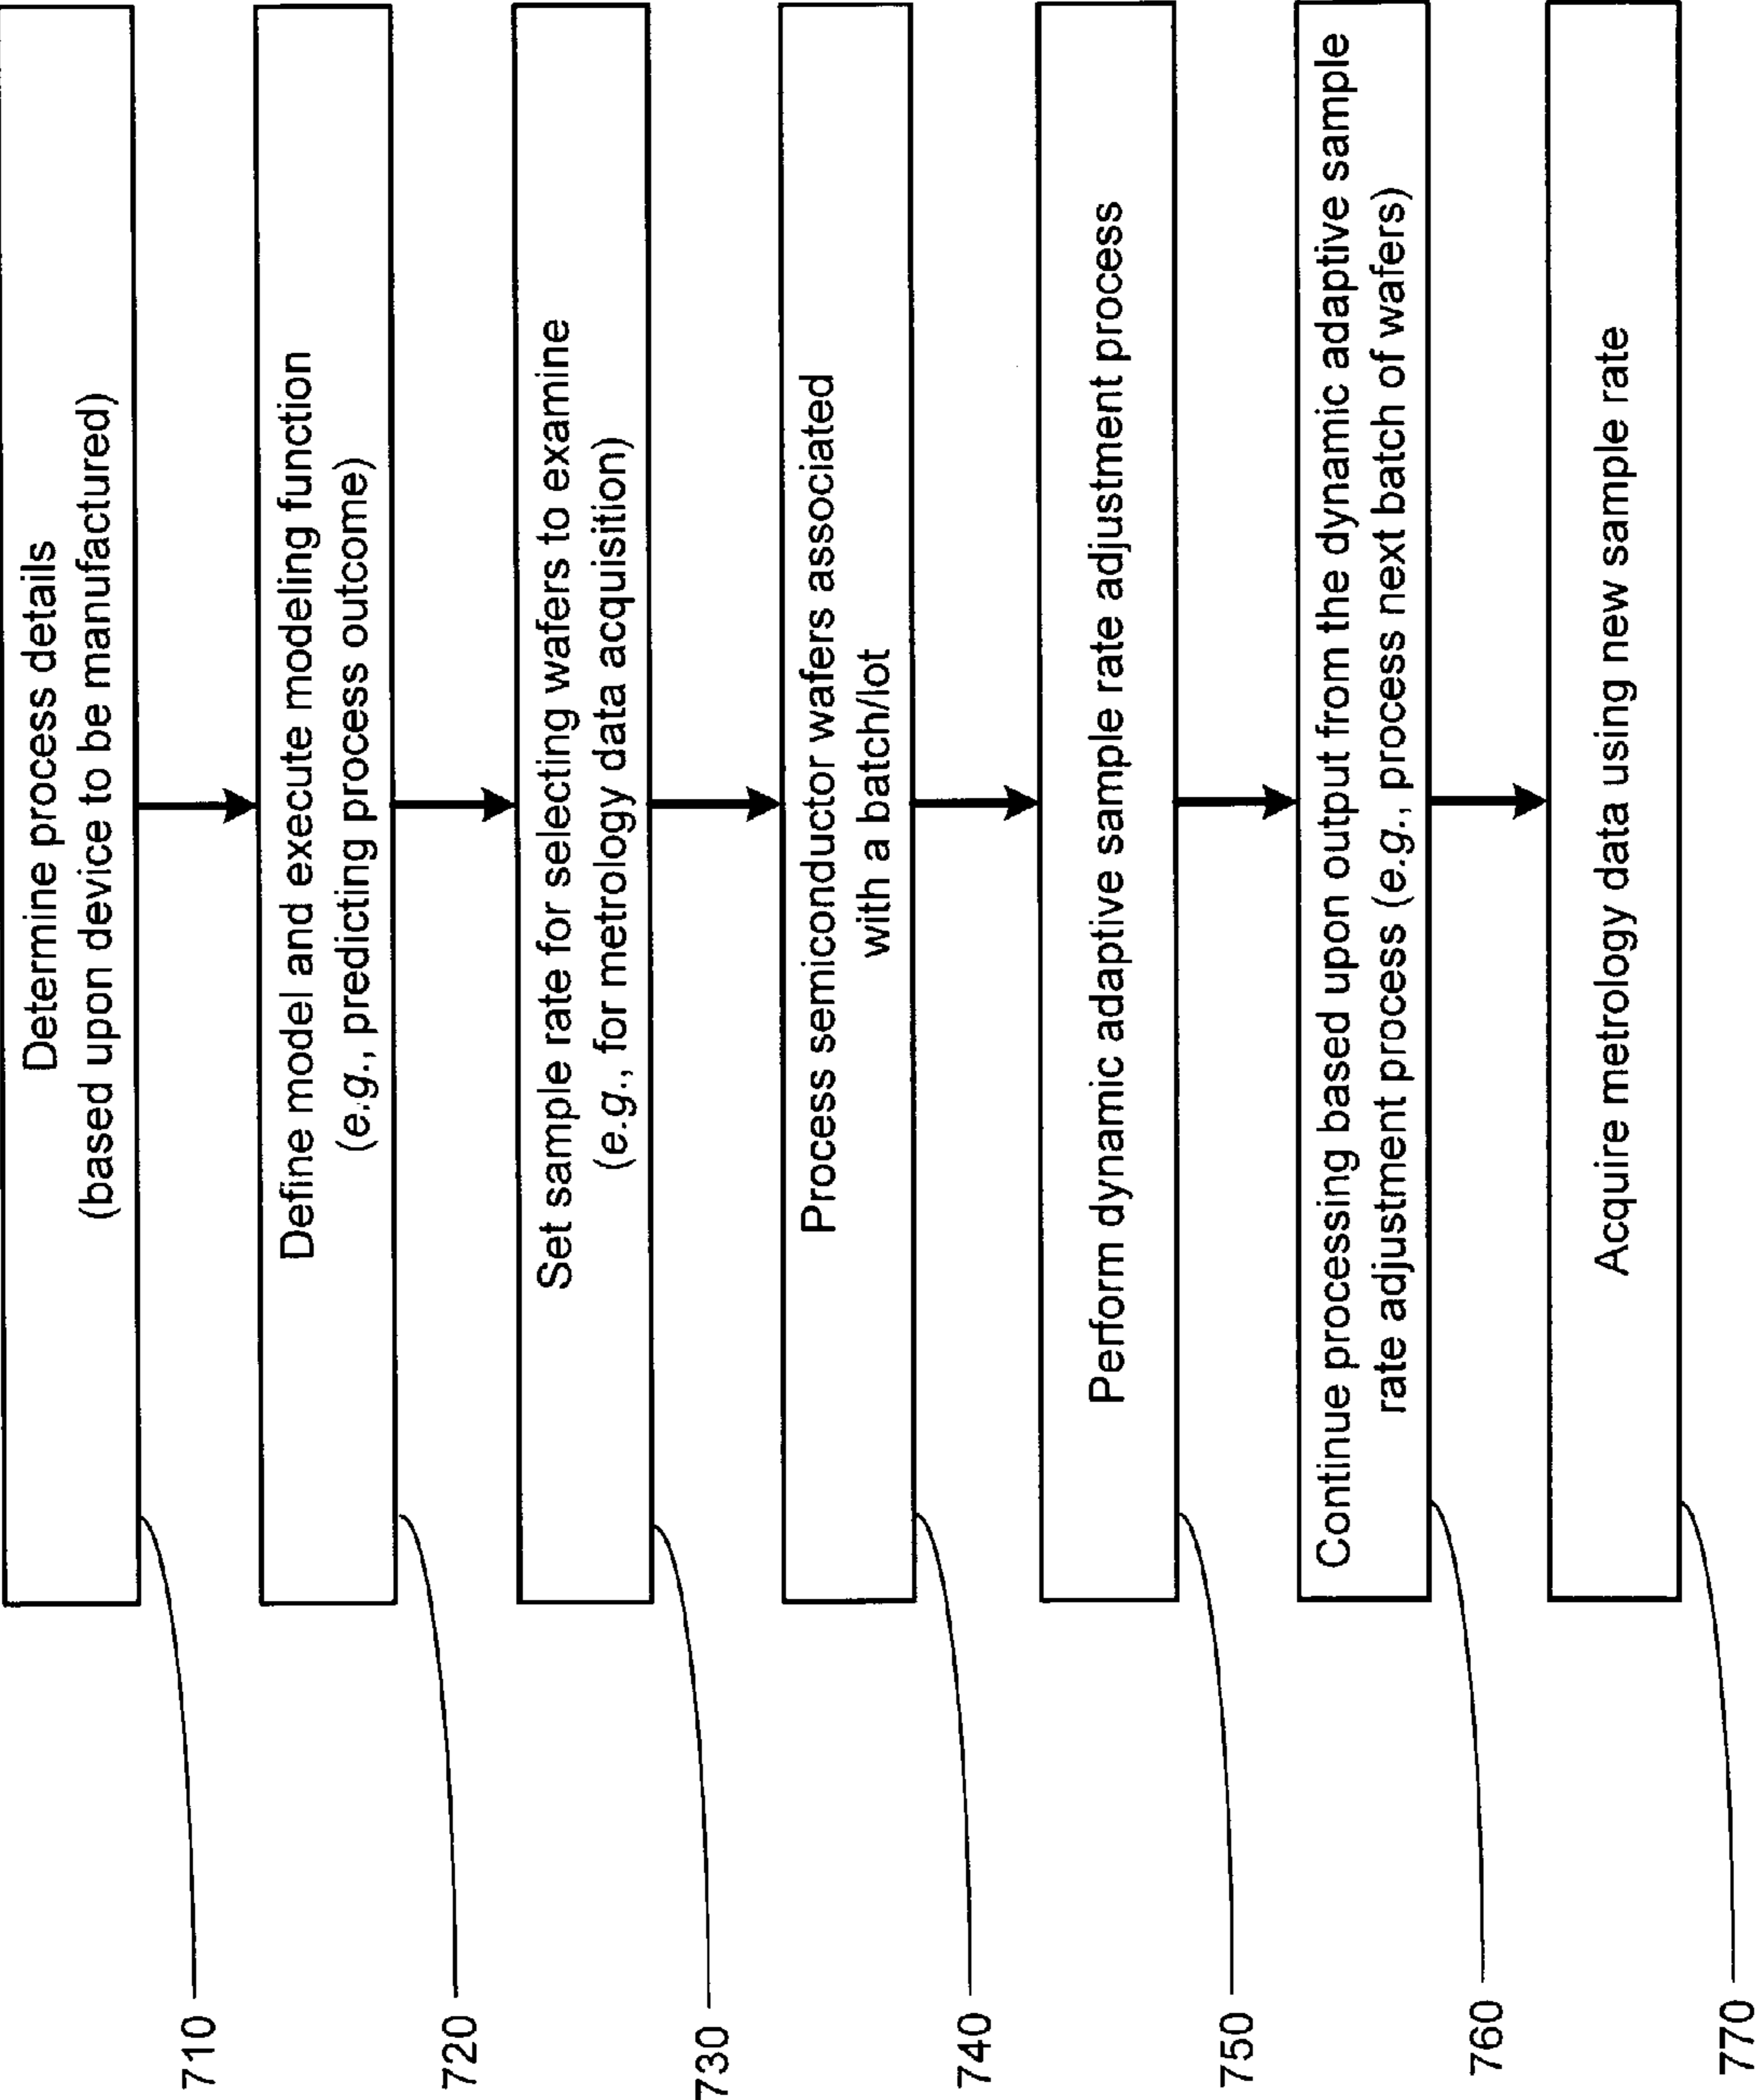 Determine process details
(based upon device to be manufactured)
710
Define model and execute modeling function
(e.g., predicting process outcome)
720
Set sample rate for selecting wafers to examine
(e.g., for metrology data acquisition)
730
Process semiconductor wafers associated
with a batch/lot
740
Perform dynamic adaptive sample rate adjustment process
750
Continue processing based upon output from the dynamic adaptive sample
rate adjustment process (e.g., process next batch of wafers)
760
Acquire metrology data using new sample rate
770